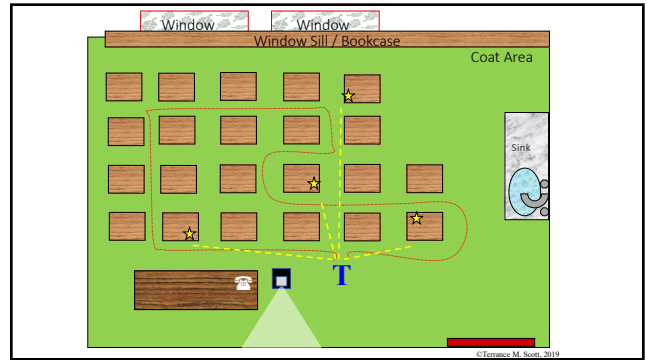 Window
Window
Window Sill / Bookcase
Coat Area
Sink
T
©Terrance M. Scott, 2019